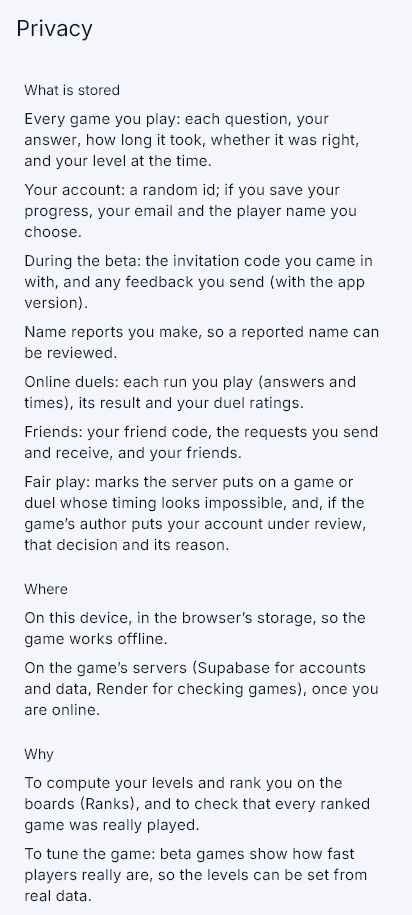 Privacy
What is stored
Every game you play: each question, your
answer, how long it took, whether it was right,
and your level at the time.
Your account: a random id; if you save your
progress, your email and the player name you
choose.
During the beta: the invitation code you came in
with, and any feedback you send (with the app
version).
Name reports you make, so a reported name can
be reviewed.
Online duels: each run you play (answers and
times), its result and your duel ratings.
Friends: your friend code, the requests you send
and receive, and your friends.
Fair play: marks the server puts on a game or
duel whose timing looks impossible, and, if the
game’s author puts your account under review,
that decision and its reason.
Where
On this device, in the browser’s storage, so the
game works offline.
On the game’s servers (Supabase for accounts
and data, Render for checking games), once you
are online.
Why
To compute your levels and rank you on the
boards (Ranks), and to check that every ranked
game was really played.
To tune the game: beta games show how fast
players really are, so the levels can be set from
real data.